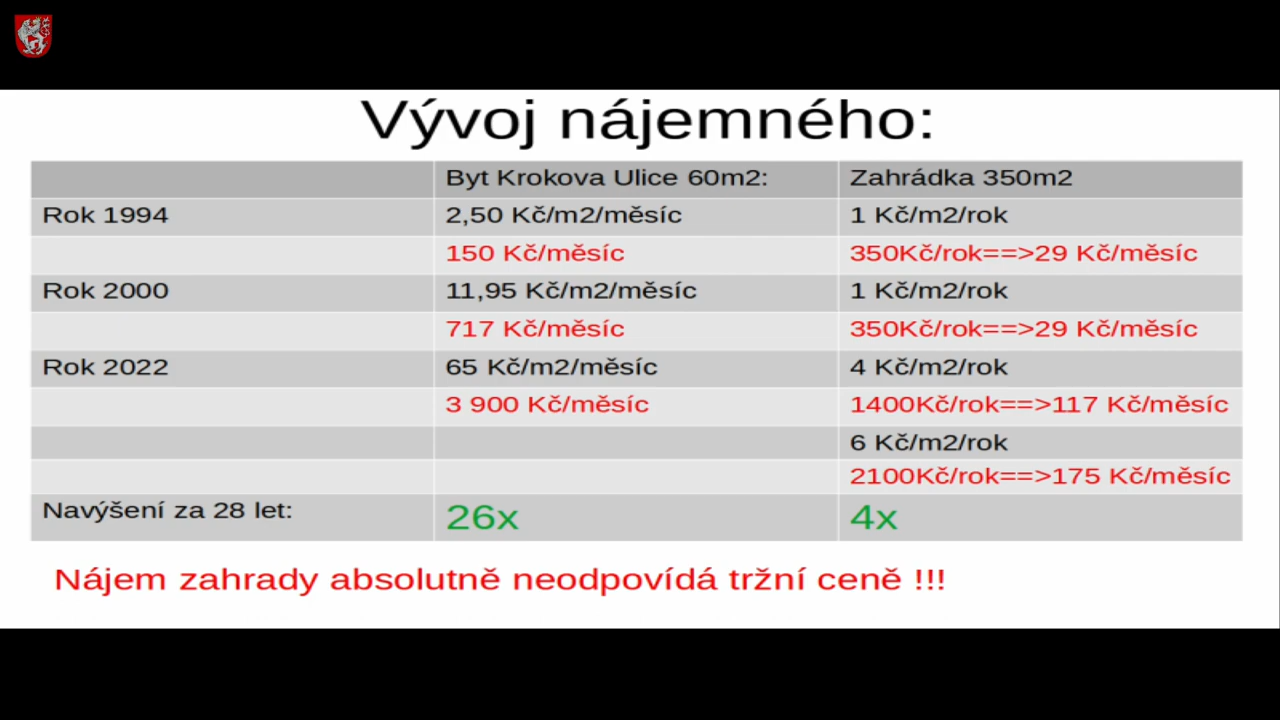 Vývoj nájemného:
Byt Krokova Ulice 60m2: Zahrádka 350m2
Rok 1994 2,50 Kč/m2/měsíc 1 Kč/m2/rok
150 Kč/měsíc 350Kč/rok==>29 Kč/měsíc
Rok 2000 11,95 Kč/m2/měsíc 1 Kč/m2/rok
717 Kč/měsíc 350Kč/rok==>29 Kč/měsíc
Rok 2022 65 Kč/m2/měsíc 4 Kč/m2/rok
3 900 Kč/měsíc 1400Kč/rok==>117 Kč/měsíc
6 Kč/m2/rok
2100Kč/rok==>175 Kč/měsíc
Navýšení za 28 let: 26x 4x
Nájem zahrady absolutně neodpovídá tržní ceně !!!